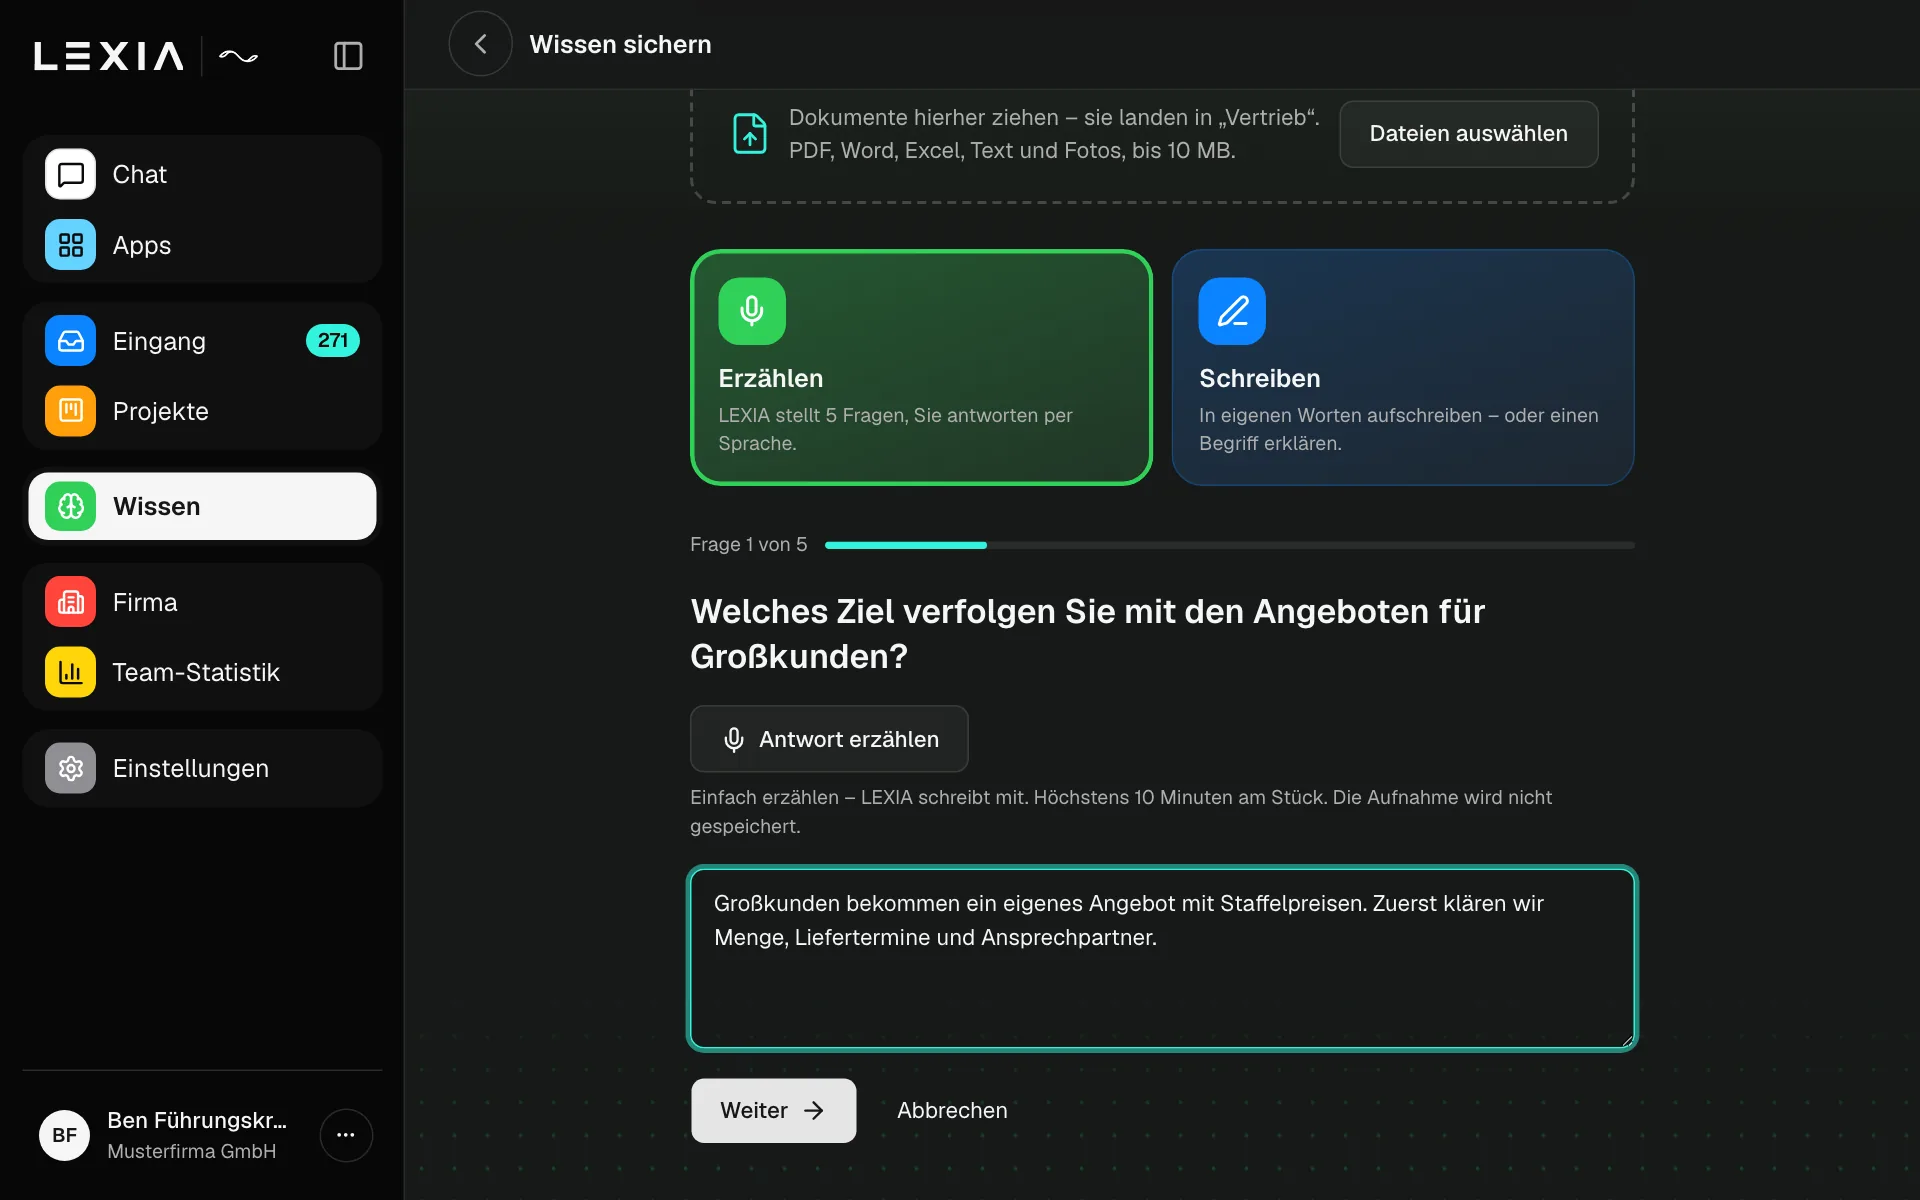 LEXIA
Wissen sichern
Chat
Apps
Eingang 271
Projekte
Wissen
Firma
Team-Statistik
Einstellungen
BF
Ben Führungskr...
Musterfirma GmbH
Dokumente hierher ziehen – sie landen in „Vertrieb“.
PDF, Word, Excel, Text und Fotos, bis 10 MB.
Dateien auswählen
Erzählen
LEXIA stellt 5 Fragen, Sie antworten per
Sprache.
Schreiben
In eigenen Worten aufschreiben – oder einen
Begriff erklären.
Frage 1 von 5
Welches Ziel verfolgen Sie mit den Angeboten für
Großkunden?
Antwort erzählen
Einfach erzählen – LEXIA schreibt mit. Höchstens 10 Minuten am Stück. Die Aufnahme wird nicht
gespeichert.
Großkunden bekommen ein eigenes Angebot mit Staffelpreisen. Zuerst klären wir
Menge, Liefertermine und Ansprechpartner.
Weiter
Abbrechen